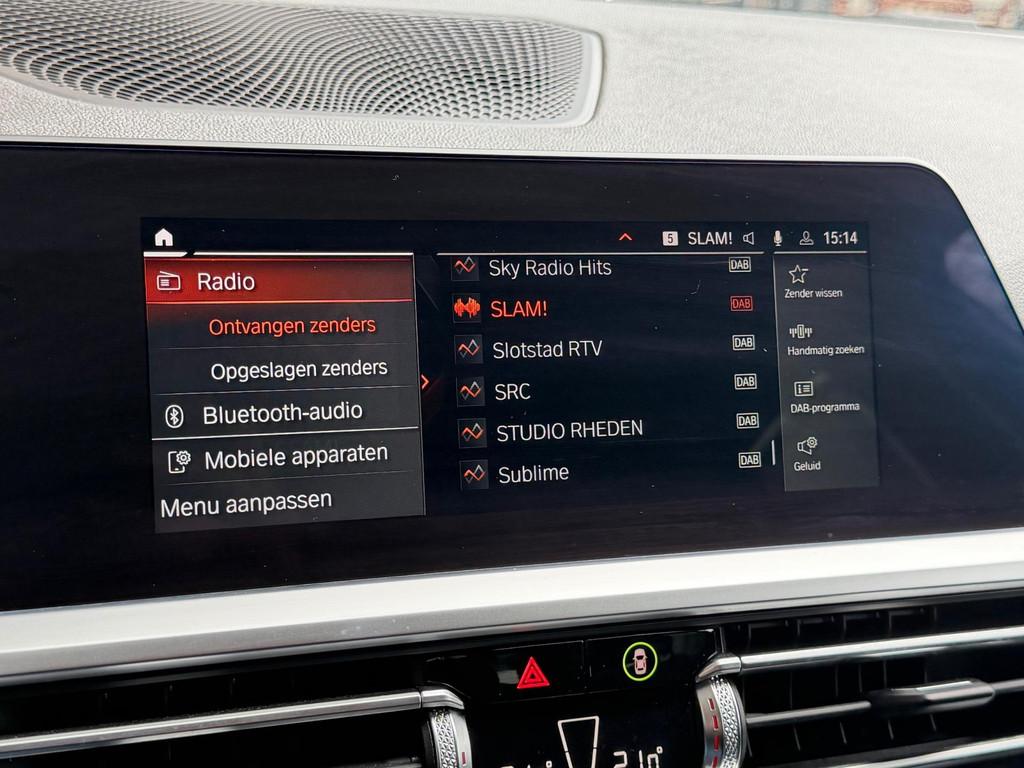 5 SLAM! 15:14
Radio
Ontvangen zenders
Opgeslagen zenders
Bluetooth-audio
Mobiele apparaten
Menu aanpassen
Sky Radio Hits DAB
SLAM! DAB
Slotstad RTV DAB
SRC DAB
STUDIO RHEDEN DAB
Sublime DAB
Zender wissen
Handmatig zoeken
DAB-programma
Geluid